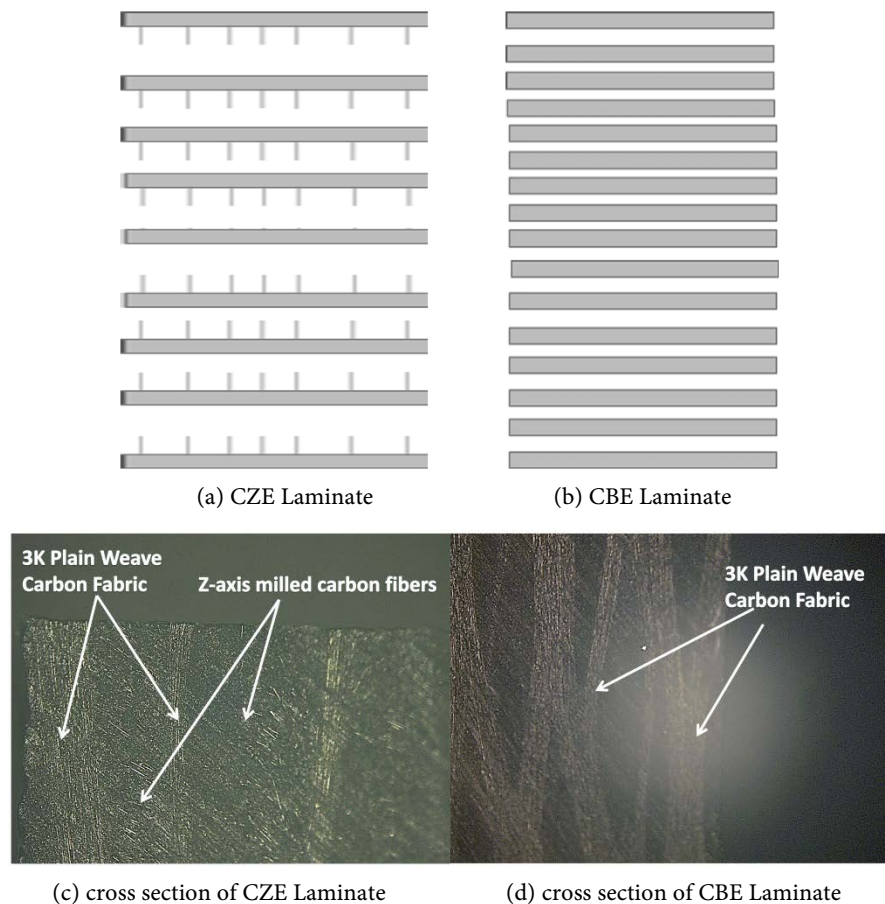 (a) CZE Laminate
(b) CBE Laminate
3K Plain Weave
Carbon Fabric
Z-axis milled carbon fibers
3K Plain Weave
Carbon Fabric
(c) cross section of CZE Laminate
(d) cross section of CBE Laminate